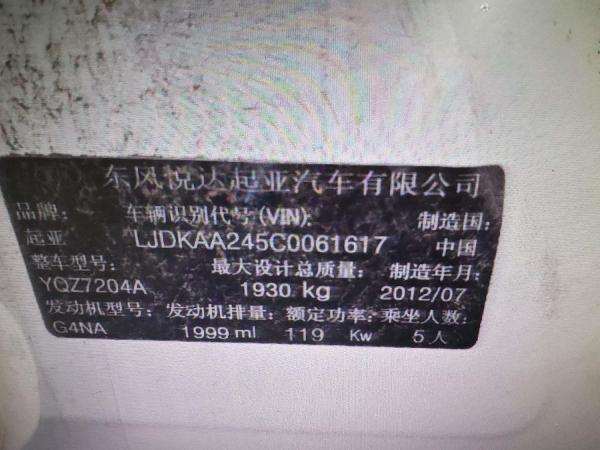 东风悦达起亚汽车有限公司
品牌: 车辆识别代号(VIN): 制造国:
起亚 LJDKAA245C0061617 中国
整车型号: 最大设计总质量: 制造年月:
YQZ7204A 1930 kg 2012/07
发动机型号: 发动机排量: 额定功率: 乘坐人数:
G4NA 1999 ml 119 Kw 5 人